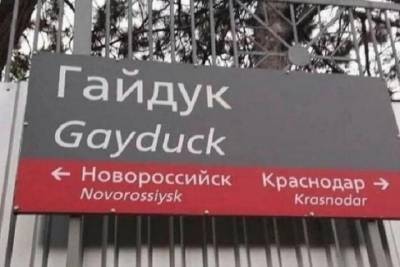 Гайдук
Gayduck
← Новороссийск Краснодар →
Novorossiysk Krasnodar